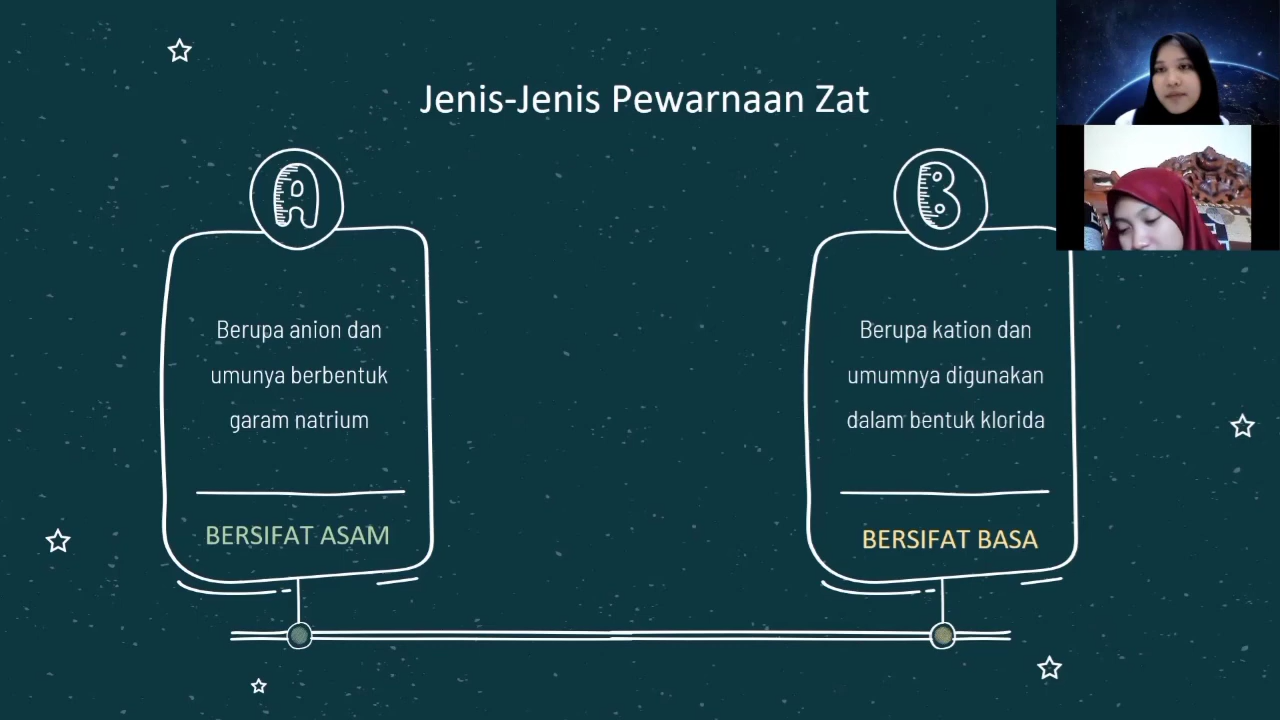 Jenis-Jenis Pewarnaan Zat
A
Berupa anion dan
umunya berbentuk
garam natrium
BERSIFAT ASAM
B
Berupa kation dan
umumnya digunakan
dalam bentuk klorida
BERSIFAT BASA